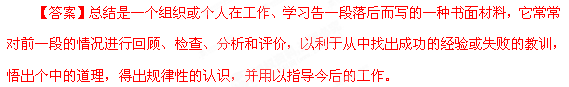 【答案】总结是一个组织或个人在工作、学习告一段落后而写的一种书面材料，它常常
对前一段的情况进行回顾、检查、分析和评价，以利于从中找出成功的经验或失败的教训，
悟出个中的道理，得出规律性的认识，并用以指导今后的工作。